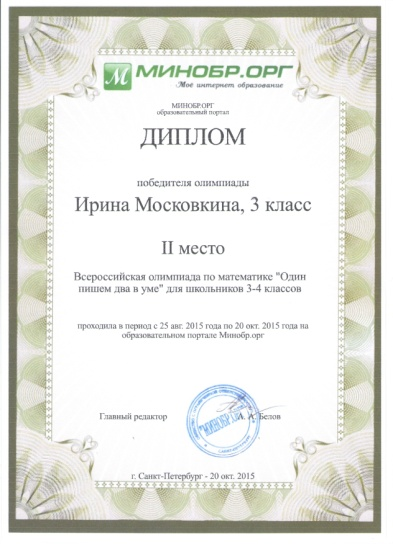 М МИНОБР.ОРГ
Моё интернет образование
МИНОБР.ОРГ
образовательный портал
ДИПЛОМ
победителя олимпиады
Ирина Московкина, 3 класс
II место
Всероссийская олимпиада по математике "Один
пишем два в уме" для школьников 3-4 классов
проходила в период с 25 авг. 2015 года по 20 окт. 2015 года на
образовательном портале Минобр.орг
Главный редактор А. А. Белов
"МИНОБР.ОРГ"
г. Санкт-Петербург - 20 окт. 2015